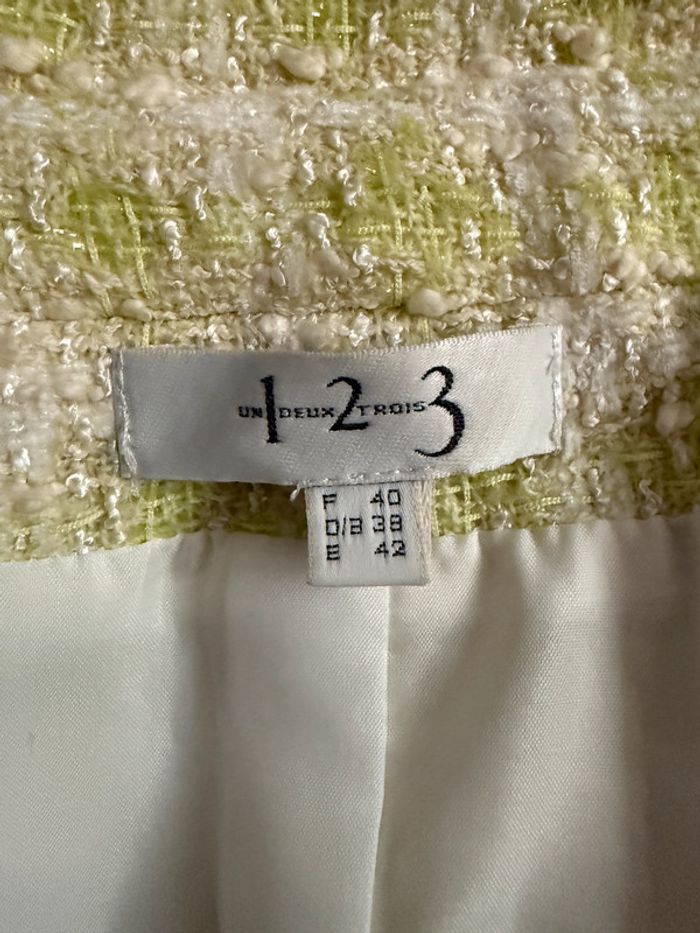 UN 1 DEUX 2 TROIS 3
F 40
D/B 38
E 42